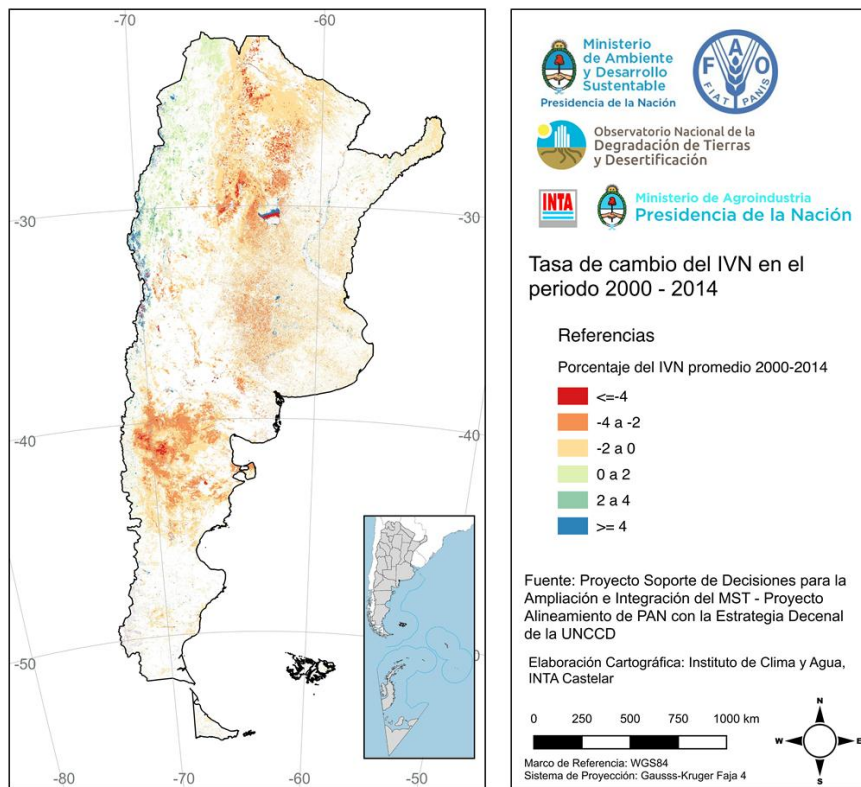 -70
-60
-30
-30
-40
-40
-50
-50
-80
-70
-60
-50
Ministerio
de Ambiente
y Desarrollo
Sustentable
Presidencia de la Nación
F A O
FIAT PANIS
Observatorio Nacional de la
Degradación de Tierras
y Desertificación
INTA
Ministerio de Agroindustria
Presidencia de la Nación
Tasa de cambio del IVN en el
periodo 2000 - 2014
Referencias
Porcentaje del IVN promedio 2000-2014
<=-4
-4 a -2
-2 a 0
0 a 2
2 a 4
>= 4
Fuente: Proyecto Soporte de Decisiones para la
Ampliación e Integración del MST - Proyecto
Alineamiento de PAN con la Estrategia Decenal
de la UNCCD
Elaboración Cartográfica: Instituto de Clima y Agua,
INTA Castelar
0 250 500 750 1000 km
Marco de Referencia: WGS84
Sistema de Proyección: Gausss-Kruger Faja 4
N
W E
S